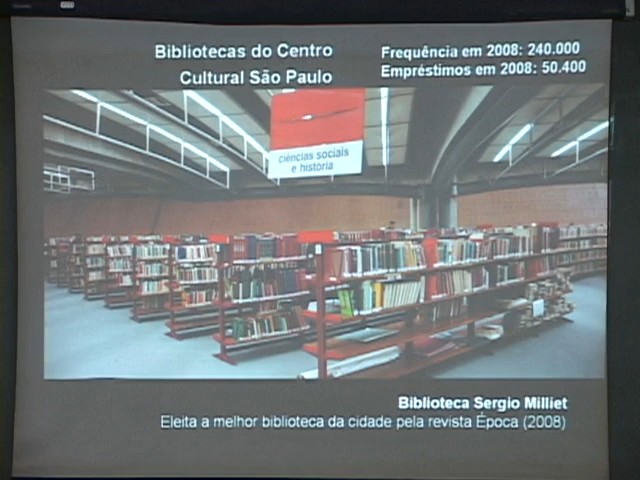 Bibliotecas do Centro
Cultural São Paulo
Frequência em 2008: 240.000
Empréstimos em 2008: 50.400
ciências sociais
e história
Biblioteca Sergio Milliet
Eleita a melhor biblioteca da cidade pela revista Época (2008)